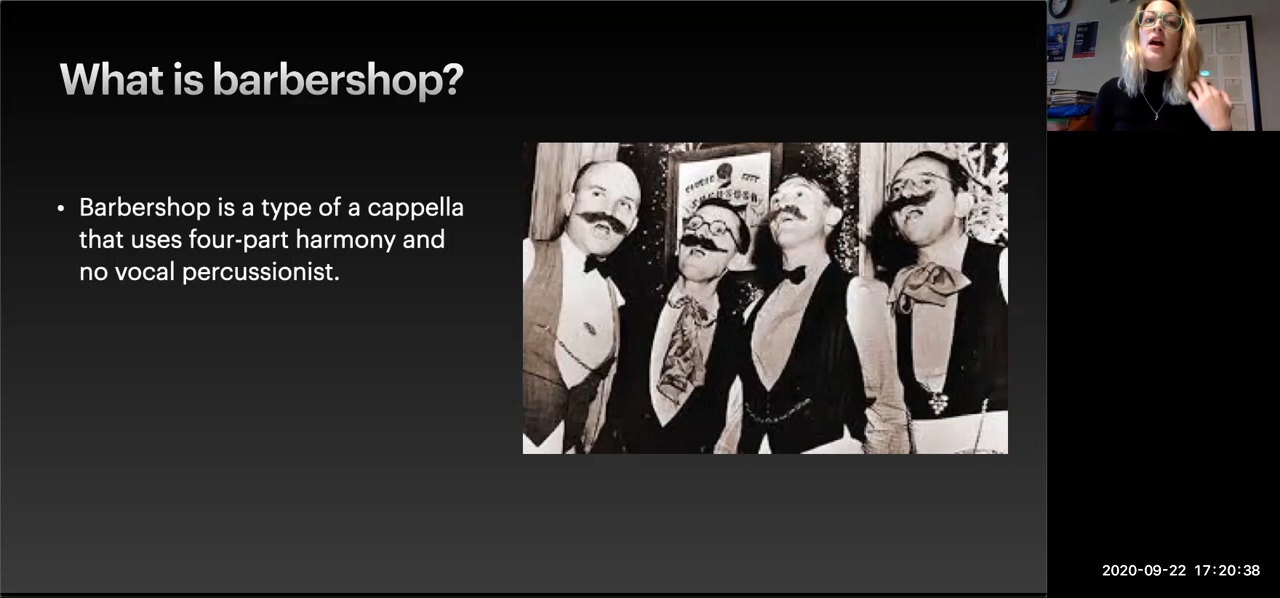 What is barbershop?
• Barbershop is a type of a cappella
that uses four-part harmony and
no vocal percussionist.
2020-09-22 17:20:38